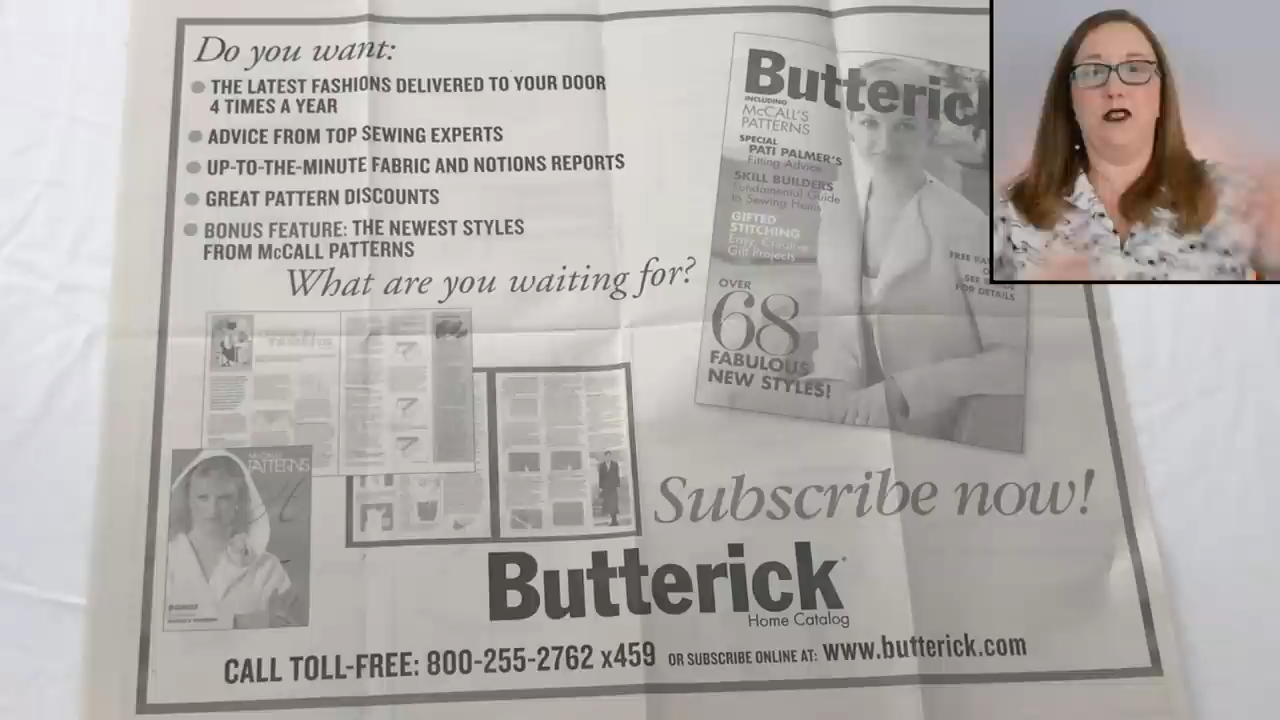 Do you want:
THE LATEST FASHIONS DELIVERED TO YOUR DOOR
4 TIMES A YEAR
ADVICE FROM TOP SEWING EXPERTS
UP-TO-THE-MINUTE FABRIC AND NOTIONS REPORTS
GREAT PATTERN DISCOUNTS
BONUS FEATURE: THE NEWEST STYLES
FROM McCALL PATTERNS
What are you waiting for?
Butteric
INCLUDING
McCALL'S
PATTERNS
SPECIAL
PATI PALMER'S
Fitting Advice
SKILL BUILDERS
Fundamental Guide
to Sewing Hems
GIFTED
STITCHING
Easy, Creative
Gift Projects
OVER
68
FABULOUS
NEW STYLES!
FREE
SEE
FOR DETAILS
PATTERNS
Subscribe now!
Butterick
Home Catalog
CALL TOLL-FREE: 800-255-2762 x459 OR SUBSCRIBE ONLINE AT: www.butterick.com